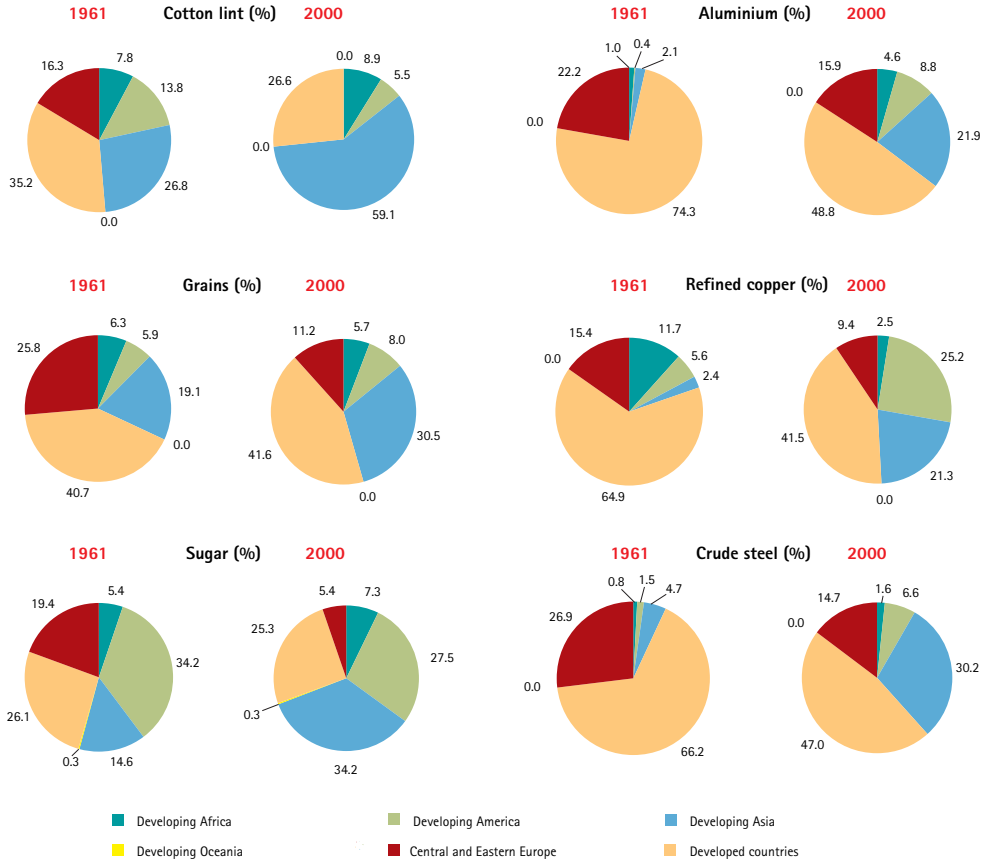 1961 Cotton lint (%) 2000
16.3 7.8 13.8 26.8 0.0 35.2
0.0 8.9 5.5 59.1 0.0 26.6
1961 Aluminium (%) 2000
1.0 0.4 2.1 74.3 0.0 22.2
4.6 8.8 21.9 48.8 0.0 15.9
1961 Grains (%) 2000
25.8 6.3 5.9 19.1 0.0 40.7
11.2 5.7 8.0 30.5 0.0 41.6
1961 Refined copper (%) 2000
15.4 11.7 5.6 2.4 64.9 0.0
9.4 2.5 25.2 21.3 0.0 41.5
1961 Sugar (%) 2000
19.4 5.4 34.2 14.6 0.3 26.1
5.4 7.3 27.5 34.2 0.3 25.3
1961 Crude steel (%) 2000
0.8 1.5 4.7 66.2 0.0 26.9
14.7 1.6 6.6 30.2 47.0 0.0
Developing Africa Developing America Developing Asia
Developing Oceania Central and Eastern Europe Developed countries